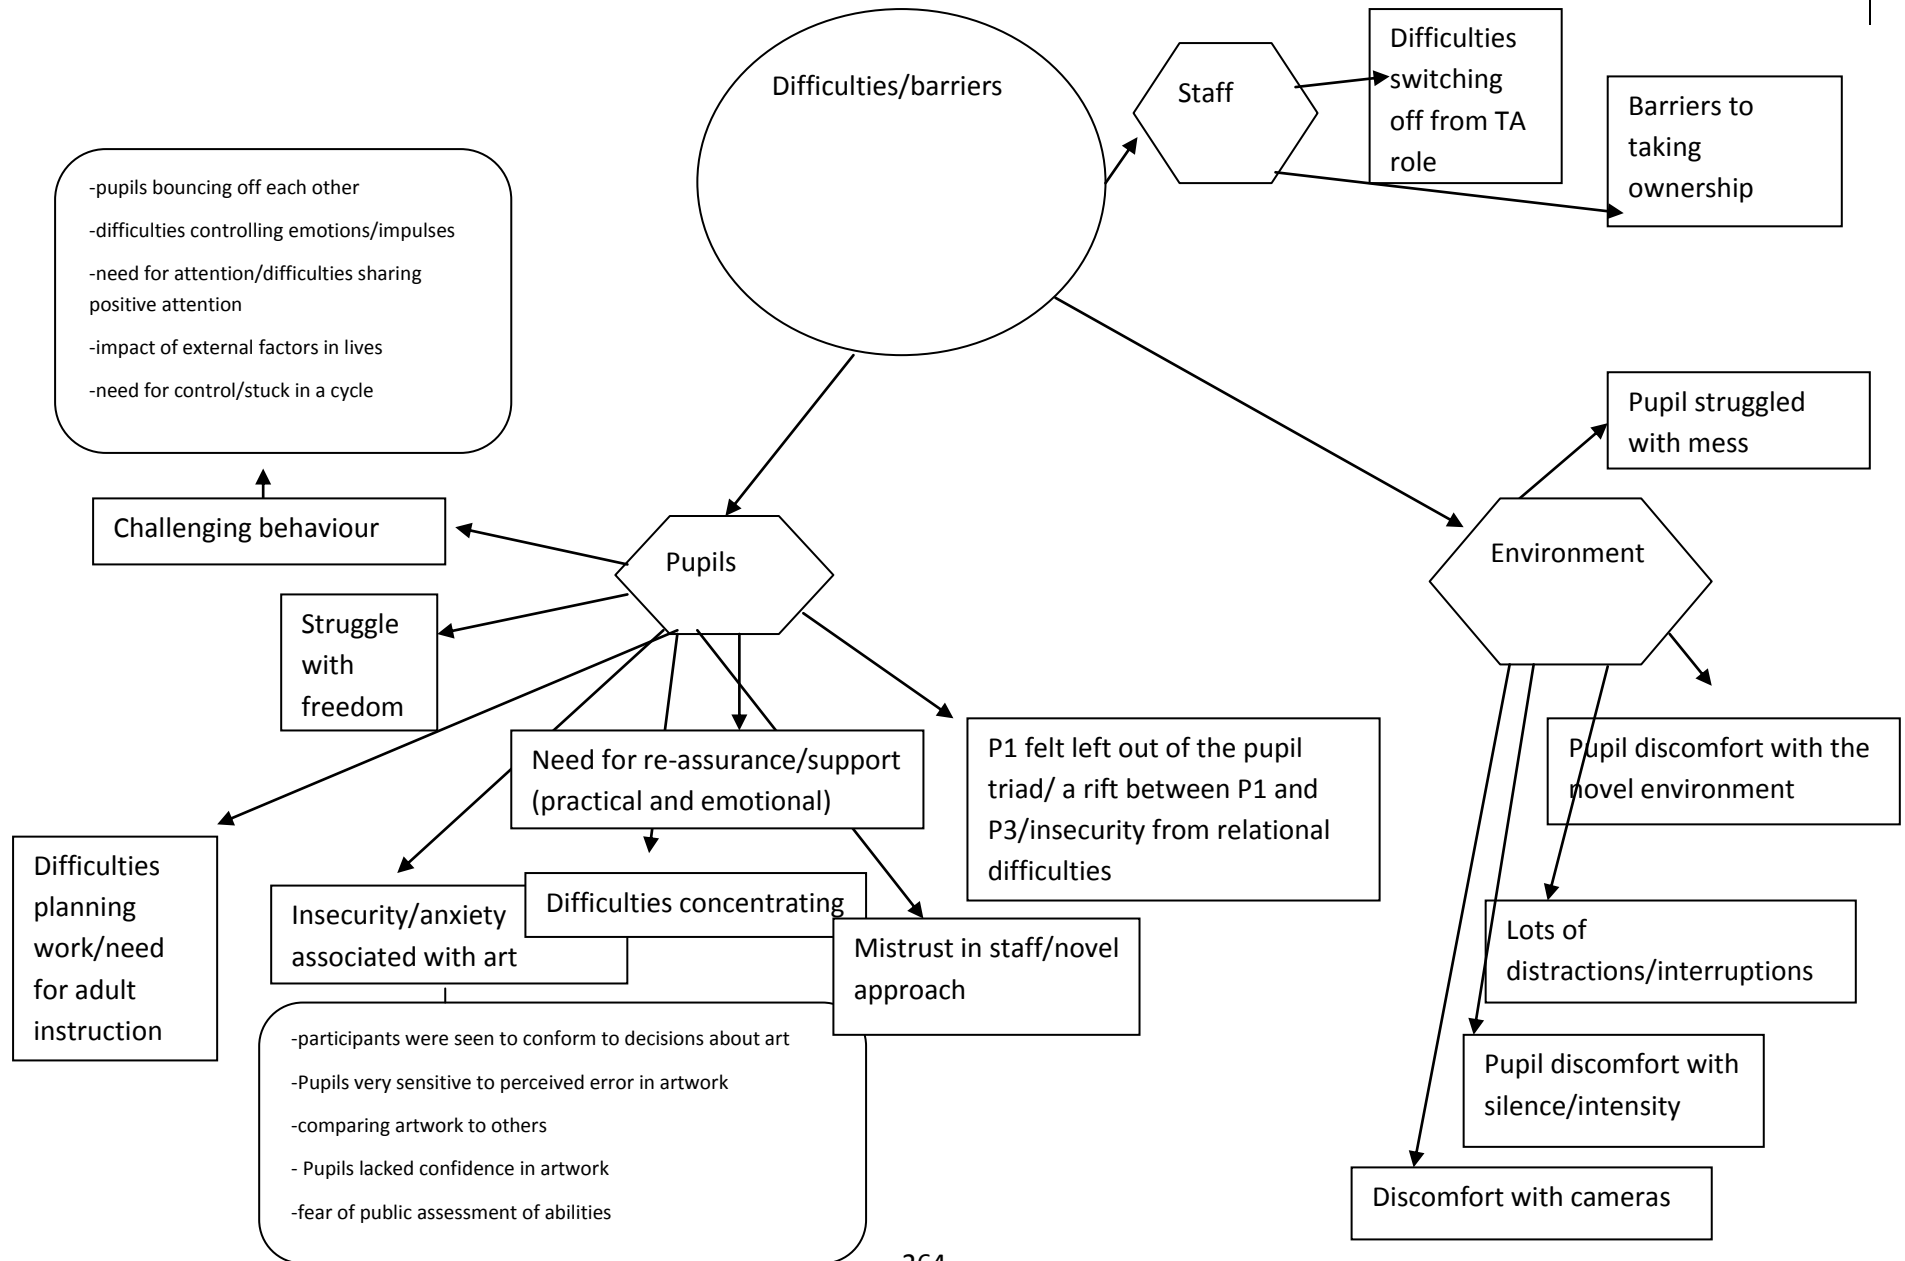 Difficulties/barriers
Staff
Difficulties
switching
off from TA
role
Barriers to
taking
ownership
-pupils bouncing off each other
-difficulties controlling emotions/impulses
-need for attention/difficulties sharing
positive attention
-impact of external factors in lives
-need for control/stuck in a cycle
Challenging behaviour
Pupils
Struggle
with
freedom
Difficulties
planning
work/need
for adult
instruction
Need for re-assurance/support
(practical and emotional)
Insecurity/anxiety
associated with art
Difficulties concentrating
Mistrust in staff/novel
approach
P1 felt left out of the pupil
triad/ a rift between P1 and
P3/insecurity from relational
difficulties
-participants were seen to conform to decisions about art
-Pupils very sensitive to perceived error in artwork
-comparing artwork to others
- Pupils lacked confidence in artwork
-fear of public assessment of abilities
Environment
Pupil struggled
with mess
Pupil discomfort with the
novel environment
Lots of
distractions/interruptions
Pupil discomfort with
silence/intensity
Discomfort with cameras